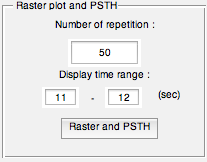 Raster plot and PSTH
Number of repetition :
50
Display time range :
11 - 12 (sec)
Raster and PSTH